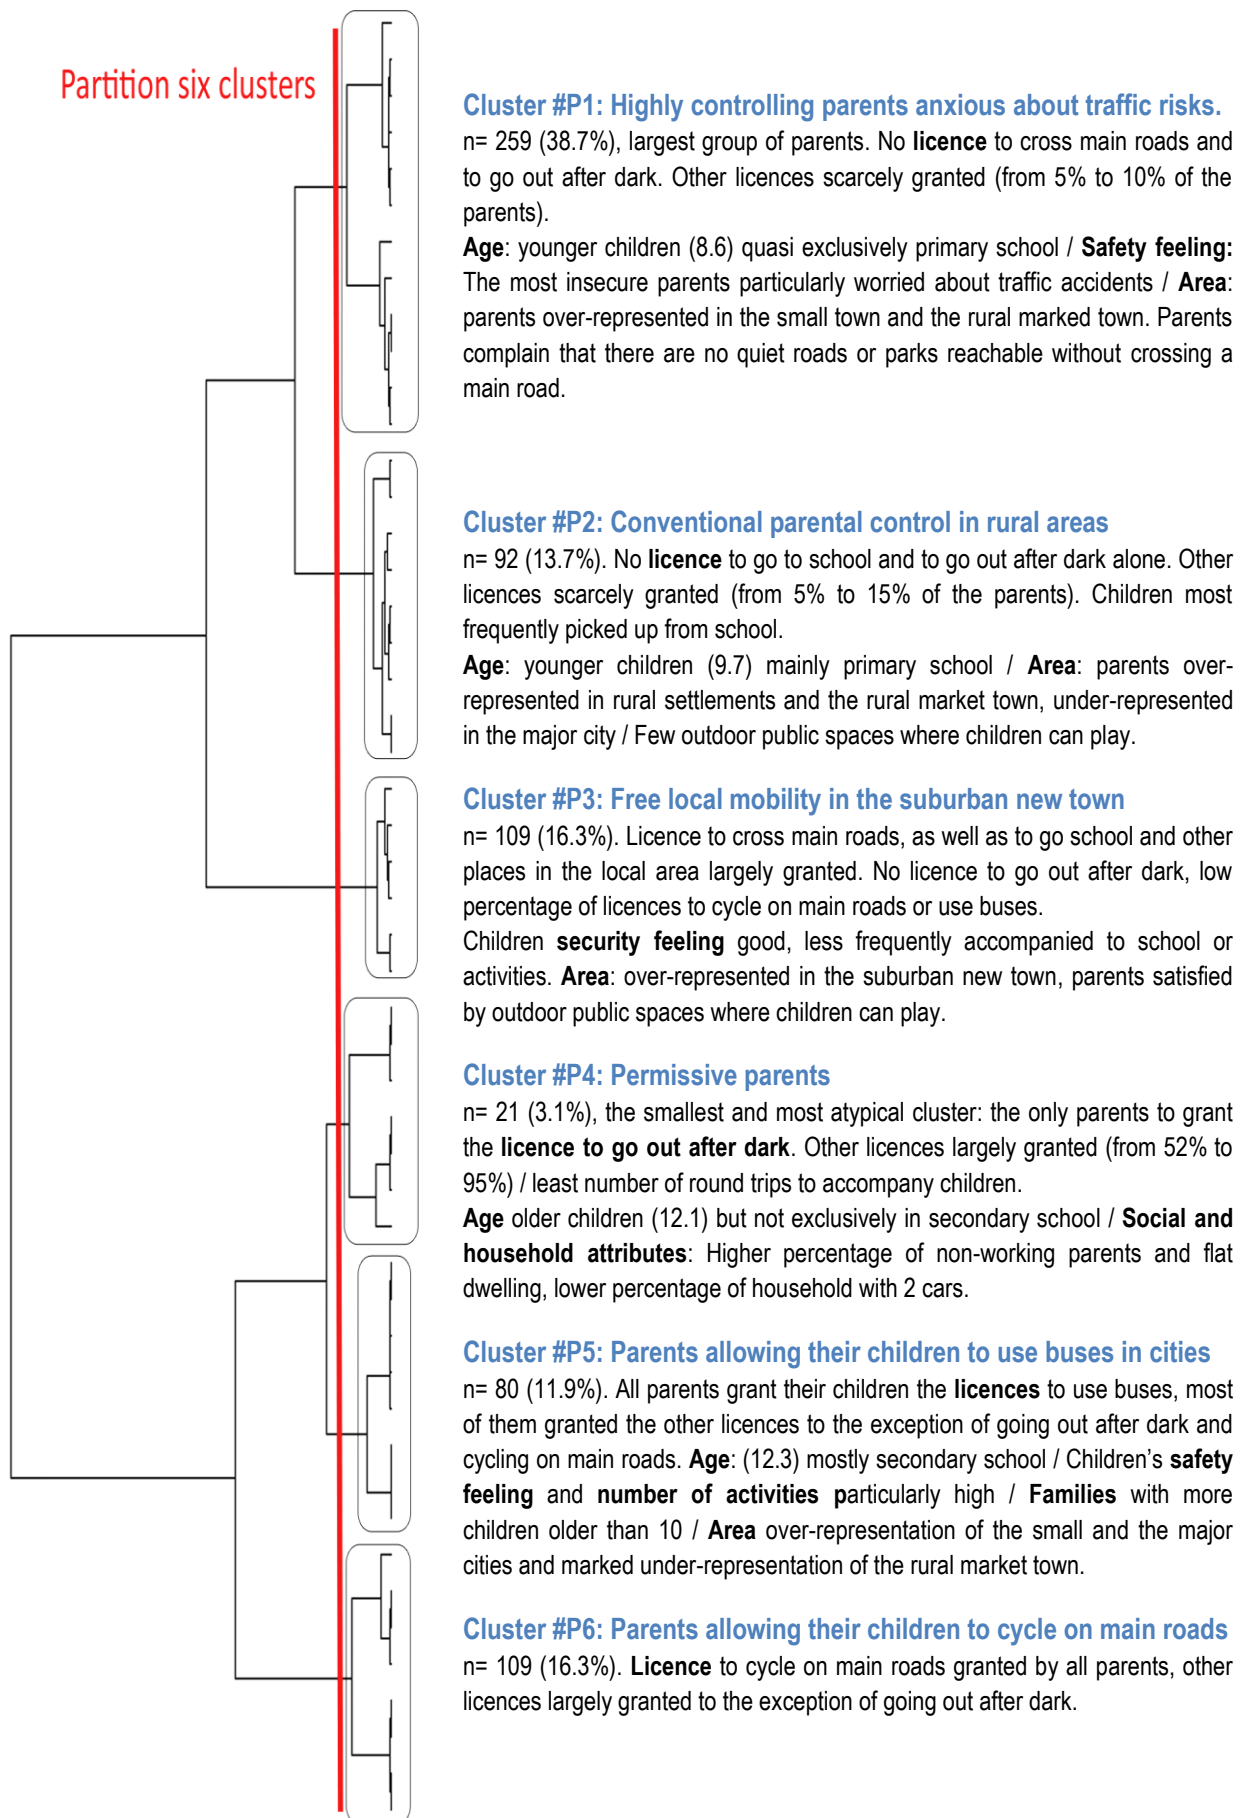 Partition six clusters
Cluster #P1: Highly controlling parents anxious about traffic risks.
n= 259 (38.7%), largest group of parents. No licence to cross main roads and
to go out after dark. Other licences scarcely granted (from 5% to 10% of the
parents).
Age: younger children (8.6) quasi exclusively primary school / Safety feeling:
The most insecure parents particularly worried about traffic accidents / Area:
parents over-represented in the small town and the rural marked town. Parents
complain that there are no quiet roads or parks reachable without crossing a
main road.
Cluster #P2: Conventional parental control in rural areas
n= 92 (13.7%). No licence to go to school and to go out after dark alone. Other
licences scarcely granted (from 5% to 15% of the parents). Children most
frequently picked up from school.
Age: younger children (9.7) mainly primary school / Area: parents over-
represented in rural settlements and the rural market town, under-represented
in the major city / Few outdoor public spaces where children can play.
Cluster #P3: Free local mobility in the suburban new town
n= 109 (16.3%). Licence to cross main roads, as well as to go school and other
places in the local area largely granted. No licence to go out after dark, low
percentage of licences to cycle on main roads or use buses.
Children security feeling good, less frequently accompanied to school or
activities. Area: over-represented in the suburban new town, parents satisfied
by outdoor public spaces where children can play.
Cluster #P4: Permissive parents
n= 21 (3.1%), the smallest and most atypical cluster: the only parents to grant
the licence to go out after dark. Other licences largely granted (from 52% to
95%) / least number of round trips to accompany children.
Age older children (12.1) but not exclusively in secondary school / Social and
household attributes: Higher percentage of non-working parents and flat
dwelling, lower percentage of household with 2 cars.
Cluster #P5: Parents allowing their children to use buses in cities
n= 80 (11.9%). All parents grant their children the licences to use buses, most
of them granted the other licences to the exception of going out after dark and
cycling on main roads. Age: (12.3) mostly secondary school / Children’s safety
feeling and number of activities particularly high / Families with more
children older than 10 / Area over-representation of the small and the major
cities and marked under-representation of the rural market town.
Cluster #P6: Parents allowing their children to cycle on main roads
n= 109 (16.3%). Licence to cycle on main roads granted by all parents, other
licences largely granted to the exception of going out after dark.